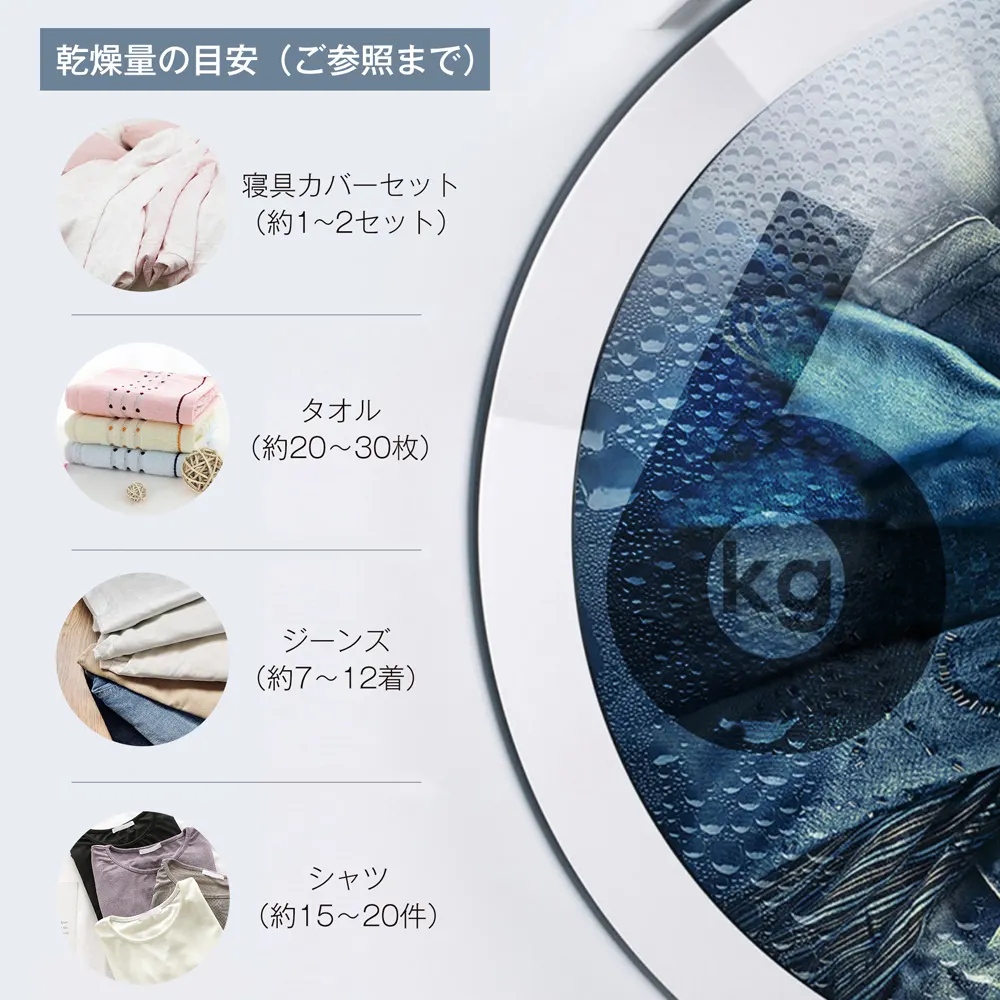 乾燥量の目安（ご参照まで）
寝具カバーセット
（約1～2セット）
タオル
（約20～30枚）
ジーンズ
（約7～12着）
シャツ
（約15～20件）
6
kg